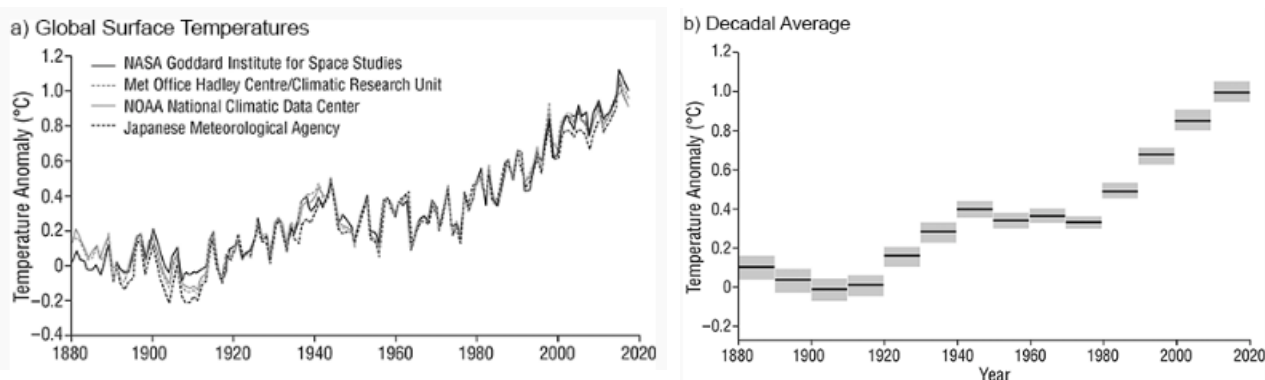 a) Global Surface Temperatures
Temperature Anomaly (°C)
1.2
1.0
0.8
0.6
0.4
0.2
0
−0.2
−0.4
NASA Goddard Institute for Space Studies
Met Office Hadley Centre/Climatic Research Unit
NOAA National Climatic Data Center
Japanese Meteorological Agency
1880 1900 1920 1940 1960 1980 2000 2020
b) Decadal Average
Temperature Anomaly (°C)
1.2
1.0
0.8
0.6
0.4
0.2
0
−0.2
1880 1900 1920 1940 1960 1980 2000 2020
Year